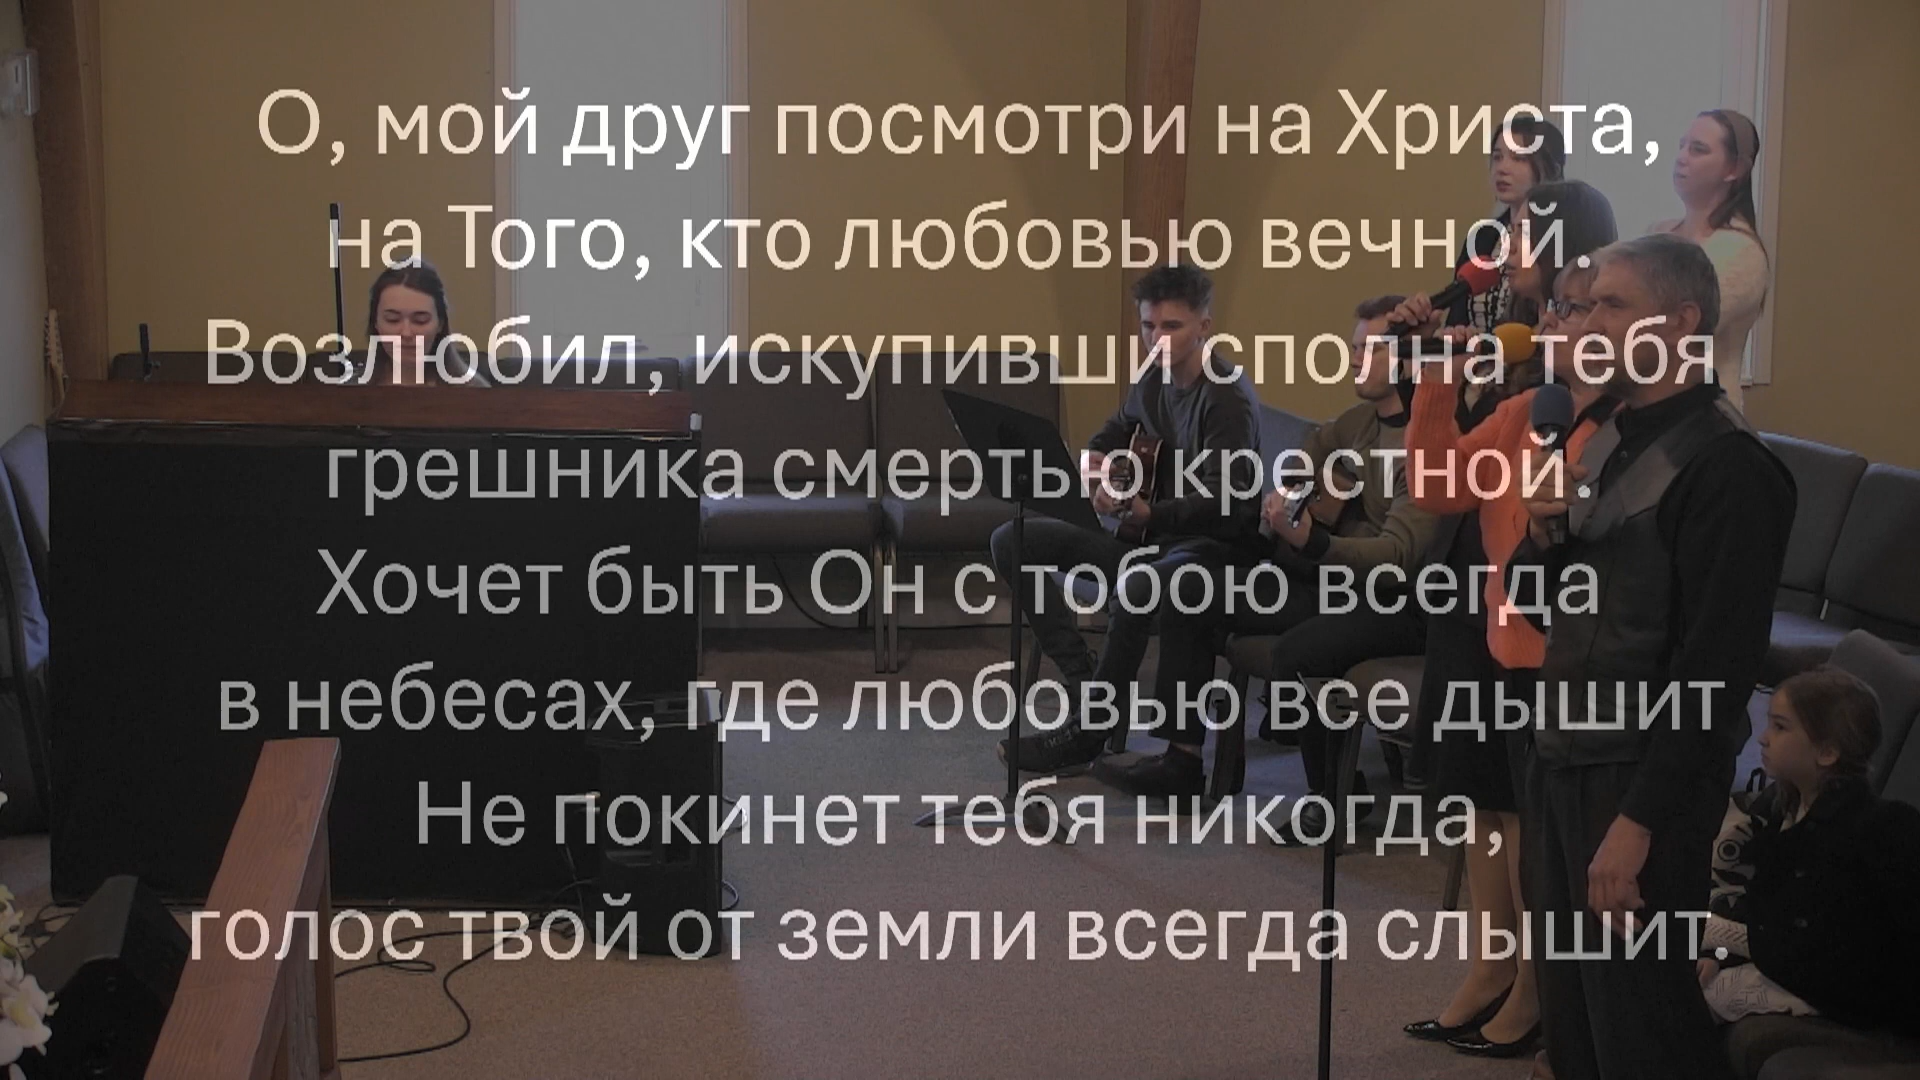 О, мой друг посмотри на Христа,
на Того, кто любовью вечной.
Возлюбил, искупивши сполна тебя
грешника смертью крестной.
Хочет быть Он с тобою всегда
в небесах, где любовью все дышит
Не покинет тебя никогда,
голос твой от земли всегда слышит.